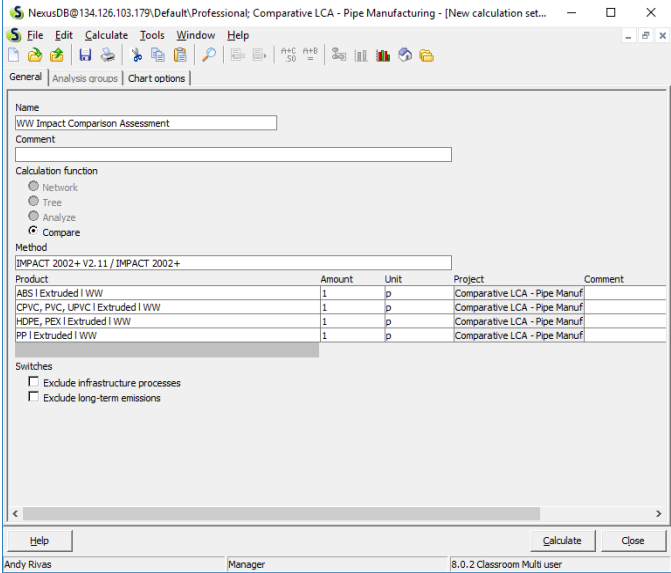 NexusDB@134.126.103.179\Default\Professional; Comparative LCA - Pipe Manufacturing - [New calculation set...
File Edit Calculate Tools Window Help
A+C SO A+B =
General Analysis groups Chart options
Name
WW Impact Comparison Assessment
Comment
Calculation function
Network
Tree
Analyze
Compare
Method
IMPACT 2002+ V2.11 / IMPACT 2002+
Product Amount Unit Project Comment
ABS l Extruded l WW 1 p Comparative LCA - Pipe Manuf
CPVC, PVC, UPVC l Extruded l WW 1 p Comparative LCA - Pipe Manuf
HDPE, PEX l Extruded l WW 1 p Comparative LCA - Pipe Manuf
PP l Extruded l WW 1 p Comparative LCA - Pipe Manuf
Switches
Exclude infrastructure processes
Exclude long-term emissions
Help Calculate Close
Andy Rivas Manager 8.0.2 Classroom Multi user